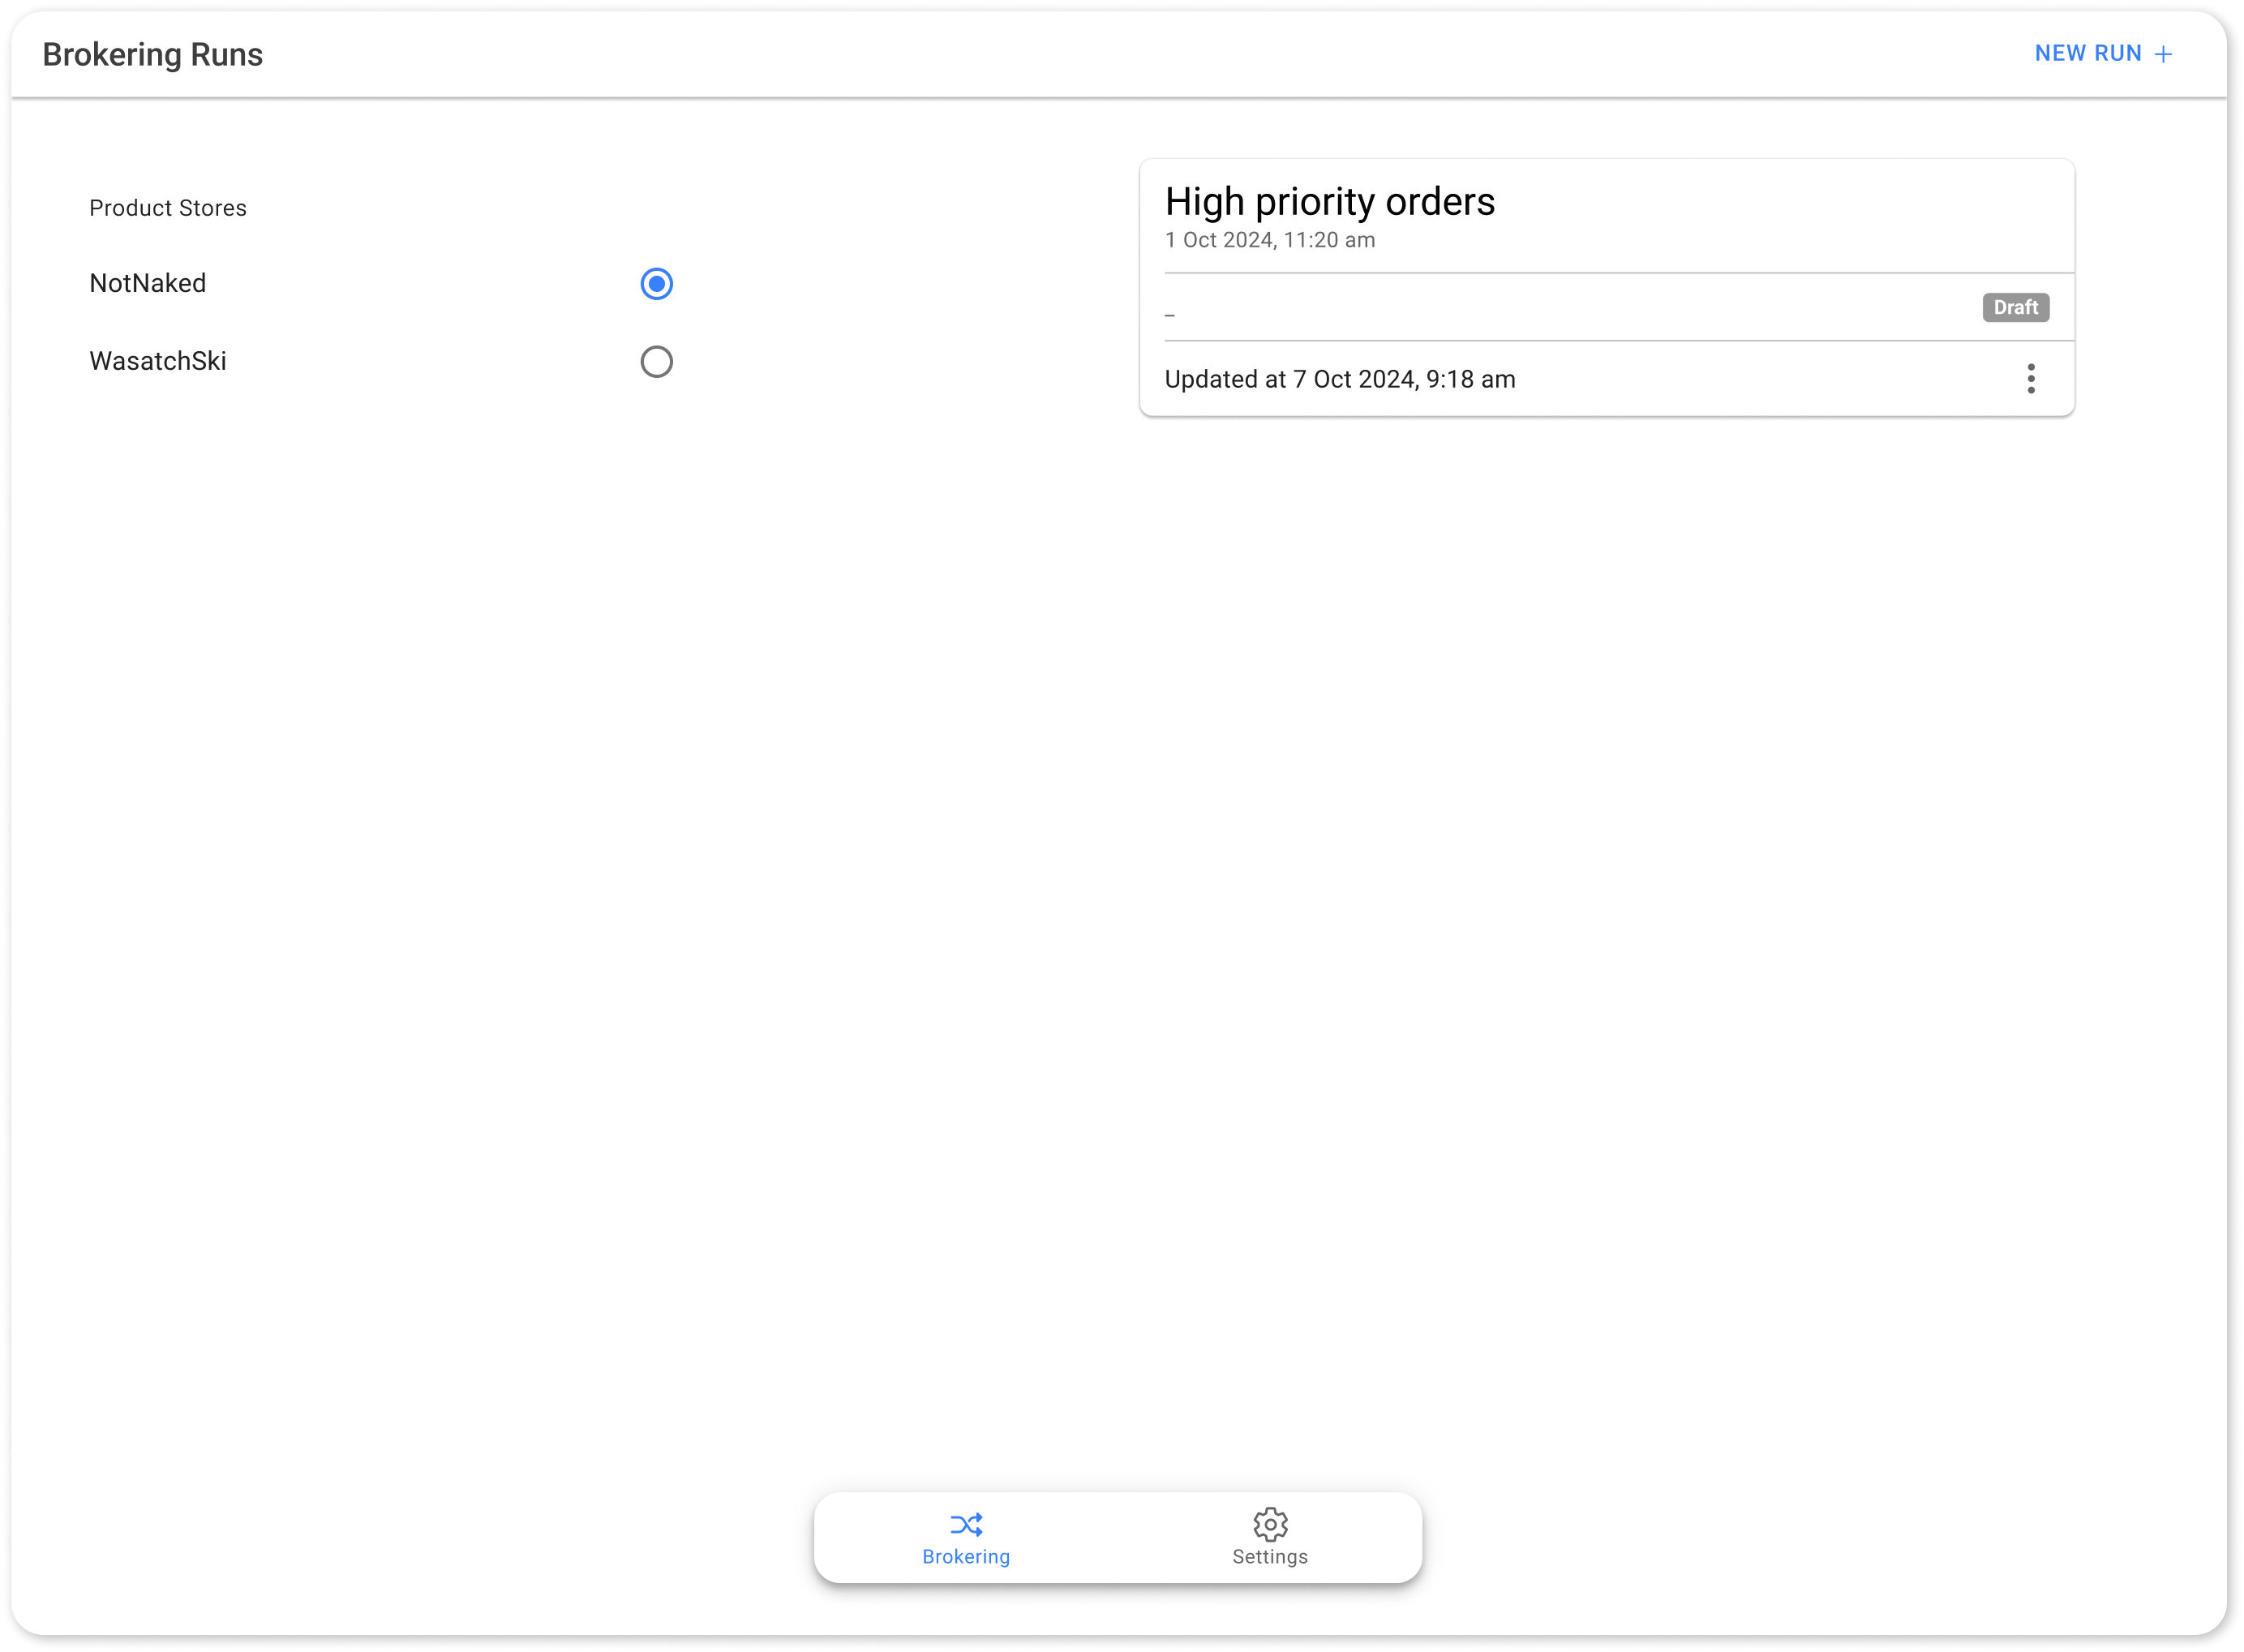 Brokering Runs
NEW RUN +
Product Stores
NotNaked
WasatchSki
High priority orders
1 Oct 2024, 11:20 am
_
Draft
Updated at 7 Oct 2024, 9:18 am
Brokering
Settings